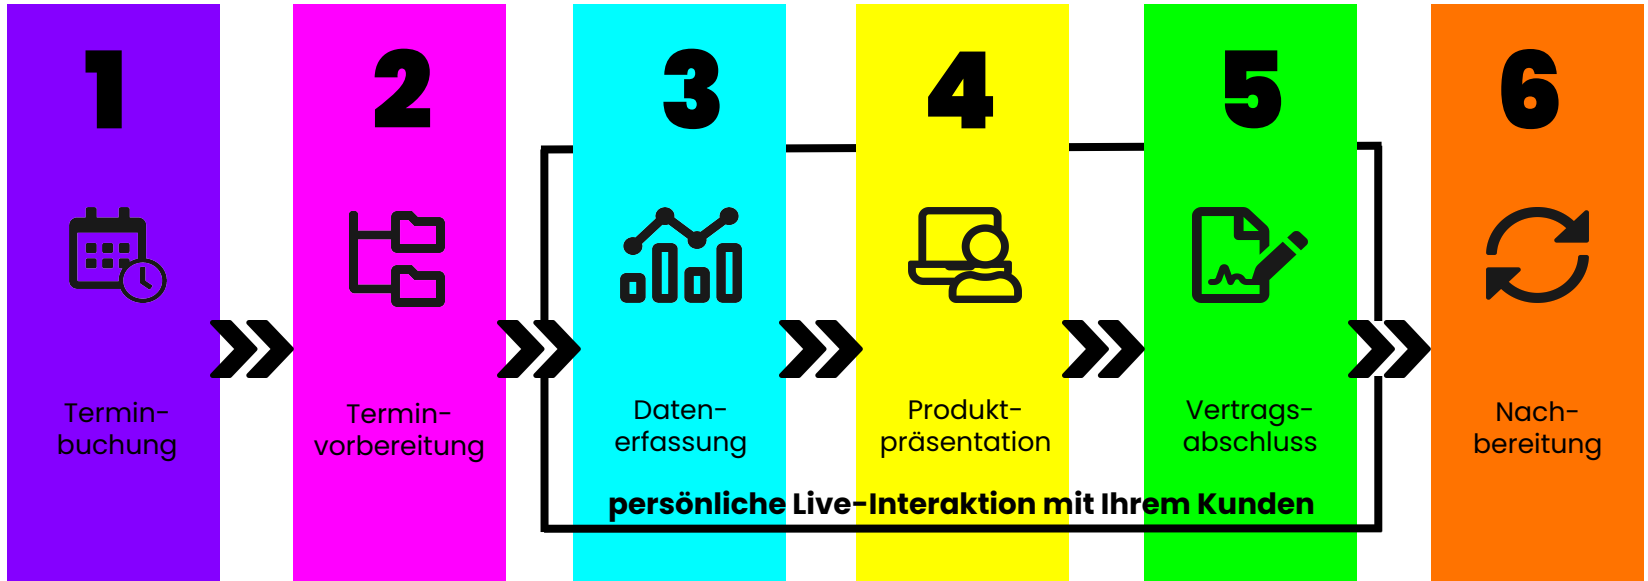 1
2
3
4
5
6
Termin-
buchung
Termin-
vorbereitung
Daten-
erfassung
Produkt-
präsentation
Vertrags-
abschluss
Nach-
bereitung
persönliche Live-Interaktion mit Ihrem Kunden